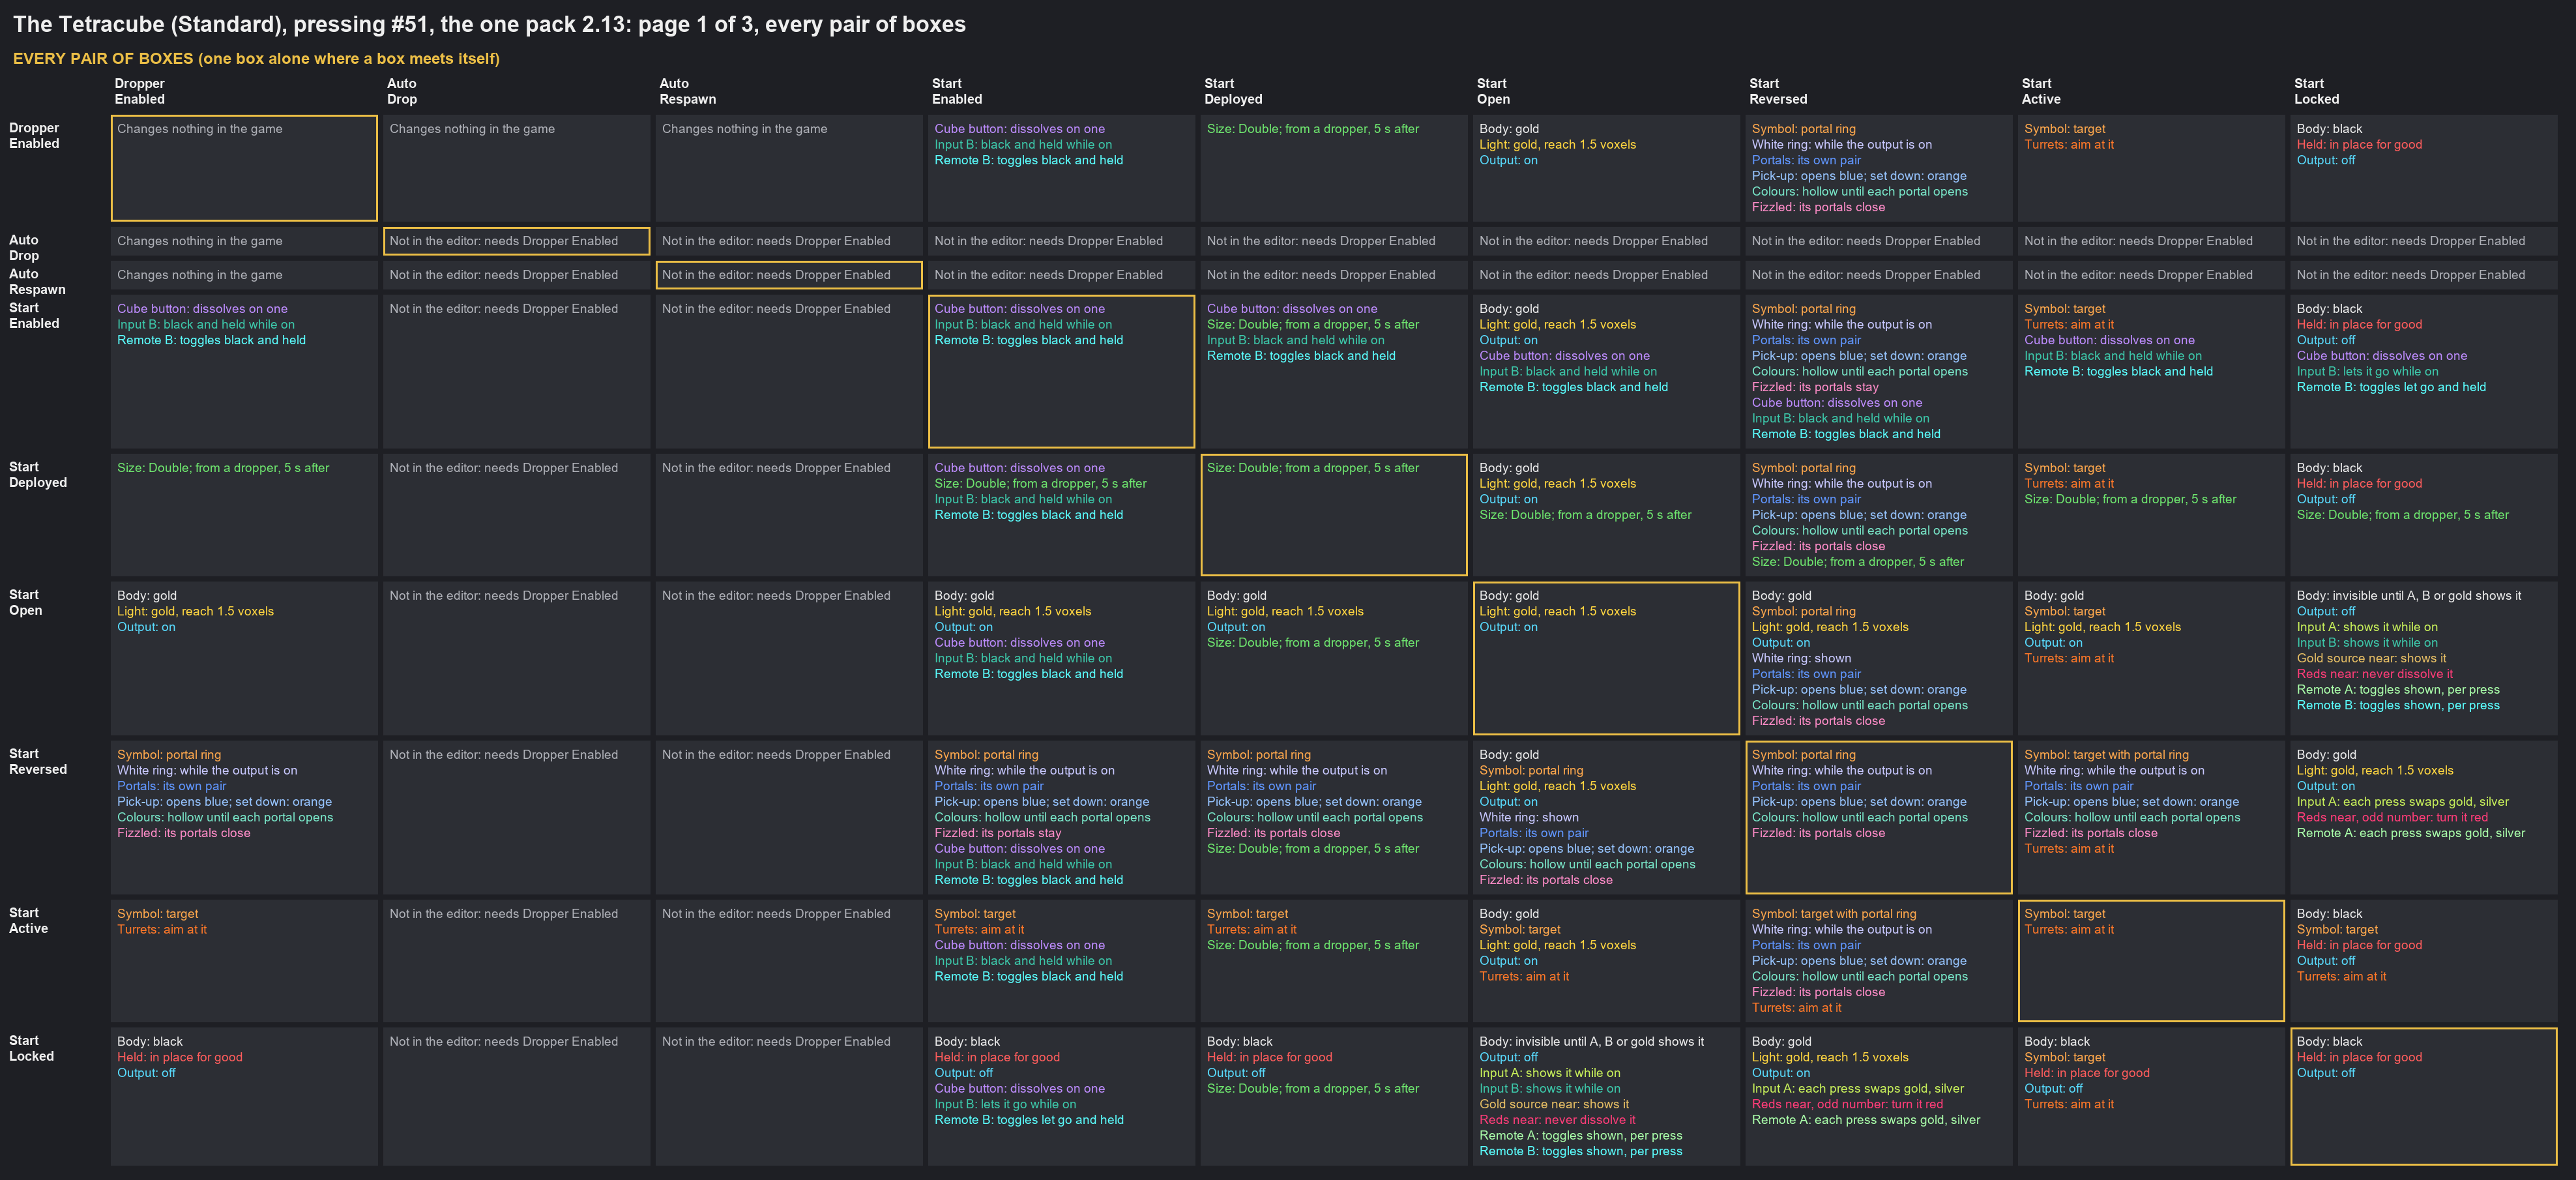 The Tetracube (Standard), pressing #51, the one pack 2.13: page 1 of 3, every pair of boxes
EVERY PAIR OF BOXES (one box alone where a box meets itself)
Dropper
Enabled
Auto
Drop
Auto
Respawn
Start
Enabled
Start
Deployed
Start
Open
Start
Reversed
Start
Active
Start
Locked
Dropper
Enabled
Changes nothing in the game
Changes nothing in the game
Changes nothing in the game
Cube button: dissolves on one
Input B: black and held while on
Remote B: toggles black and held
Size: Double; from a dropper, 5 s after
Body: gold
Light: gold, reach 1.5 voxels
Output: on
Symbol: portal ring
White ring: while the output is on
Portals: its own pair
Pick-up: opens blue; set down: orange
Colours: hollow until each portal opens
Fizzled: its portals close
Symbol: target
Turrets: aim at it
Body: black
Held: in place for good
Output: off
Auto
Drop
Changes nothing in the game
Not in the editor: needs Dropper Enabled
Not in the editor: needs Dropper Enabled
Not in the editor: needs Dropper Enabled
Not in the editor: needs Dropper Enabled
Not in the editor: needs Dropper Enabled
Not in the editor: needs Dropper Enabled
Not in the editor: needs Dropper Enabled
Not in the editor: needs Dropper Enabled
Auto
Respawn
Changes nothing in the game
Not in the editor: needs Dropper Enabled
Not in the editor: needs Dropper Enabled
Not in the editor: needs Dropper Enabled
Not in the editor: needs Dropper Enabled
Not in the editor: needs Dropper Enabled
Not in the editor: needs Dropper Enabled
Not in the editor: needs Dropper Enabled
Not in the editor: needs Dropper Enabled
Start
Enabled
Cube button: dissolves on one
Input B: black and held while on
Remote B: toggles black and held
Not in the editor: needs Dropper Enabled
Not in the editor: needs Dropper Enabled
Cube button: dissolves on one
Input B: black and held while on
Remote B: toggles black and held
Cube button: dissolves on one
Size: Double; from a dropper, 5 s after
Input B: black and held while on
Remote B: toggles black and held
Body: gold
Light: gold, reach 1.5 voxels
Output: on
Cube button: dissolves on one
Input B: black and held while on
Remote B: toggles black and held
Symbol: portal ring
White ring: while the output is on
Portals: its own pair
Pick-up: opens blue; set down: orange
Colours: hollow until each portal opens
Fizzled: its portals stay
Cube button: dissolves on one
Input B: black and held while on
Remote B: toggles black and held
Symbol: target
Turrets: aim at it
Cube button: dissolves on one
Input B: black and held while on
Remote B: toggles black and held
Body: black
Held: in place for good
Output: off
Cube button: dissolves on one
Input B: lets it go while on
Remote B: toggles let go and held
Start
Deployed
Size: Double; from a dropper, 5 s after
Not in the editor: needs Dropper Enabled
Not in the editor: needs Dropper Enabled
Cube button: dissolves on one
Size: Double; from a dropper, 5 s after
Input B: black and held while on
Remote B: toggles black and held
Size: Double; from a dropper, 5 s after
Body: gold
Light: gold, reach 1.5 voxels
Output: on
Size: Double; from a dropper, 5 s after
Symbol: portal ring
White ring: while the output is on
Portals: its own pair
Pick-up: opens blue; set down: orange
Colours: hollow until each portal opens
Fizzled: its portals close
Size: Double; from a dropper, 5 s after
Symbol: target
Turrets: aim at it
Size: Double; from a dropper, 5 s after
Body: black
Held: in place for good
Output: off
Size: Double; from a dropper, 5 s after
Start
Open
Body: gold
Light: gold, reach 1.5 voxels
Output: on
Not in the editor: needs Dropper Enabled
Not in the editor: needs Dropper Enabled
Body: gold
Light: gold, reach 1.5 voxels
Output: on
Cube button: dissolves on one
Input B: black and held while on
Remote B: toggles black and held
Body: gold
Light: gold, reach 1.5 voxels
Output: on
Size: Double; from a dropper, 5 s after
Body: gold
Light: gold, reach 1.5 voxels
Output: on
Body: gold
Symbol: portal ring
Light: gold, reach 1.5 voxels
Output: on
White ring: shown
Portals: its own pair
Pick-up: opens blue; set down: orange
Colours: hollow until each portal opens
Fizzled: its portals close
Body: gold
Symbol: target
Light: gold, reach 1.5 voxels
Output: on
Turrets: aim at it
Body: invisible until A, B or gold shows it
Output: off
Input A: shows it while on
Input B: shows it while on
Gold source near: shows it
Reds near: never dissolve it
Remote A: toggles shown, per press
Remote B: toggles shown, per press
Start
Reversed
Symbol: portal ring
White ring: while the output is on
Portals: its own pair
Pick-up: opens blue; set down: orange
Colours: hollow until each portal opens
Fizzled: its portals close
Not in the editor: needs Dropper Enabled
Not in the editor: needs Dropper Enabled
Symbol: portal ring
White ring: while the output is on
Portals: its own pair
Pick-up: opens blue; set down: orange
Colours: hollow until each portal opens
Fizzled: its portals stay
Cube button: dissolves on one
Input B: black and held while on
Remote B: toggles black and held
Symbol: portal ring
White ring: while the output is on
Portals: its own pair
Pick-up: opens blue; set down: orange
Colours: hollow until each portal opens
Fizzled: its portals close
Size: Double; from a dropper, 5 s after
Body: gold
Symbol: portal ring
Light: gold, reach 1.5 voxels
Output: on
White ring: shown
Portals: its own pair
Pick-up: opens blue; set down: orange
Colours: hollow until each portal opens
Fizzled: its portals close
Symbol: portal ring
White ring: while the output is on
Portals: its own pair
Pick-up: opens blue; set down: orange
Colours: hollow until each portal opens
Fizzled: its portals close
Symbol: target with portal ring
White ring: while the output is on
Portals: its own pair
Pick-up: opens blue; set down: orange
Colours: hollow until each portal opens
Fizzled: its portals close
Turrets: aim at it
Body: gold
Light: gold, reach 1.5 voxels
Output: on
Input A: each press swaps gold, silver
Reds near, odd number: turn it red
Remote A: each press swaps gold, silver
Start
Active
Symbol: target
Turrets: aim at it
Not in the editor: needs Dropper Enabled
Not in the editor: needs Dropper Enabled
Symbol: target
Turrets: aim at it
Cube button: dissolves on one
Input B: black and held while on
Remote B: toggles black and held
Symbol: target
Turrets: aim at it
Size: Double; from a dropper, 5 s after
Body: gold
Symbol: target
Light: gold, reach 1.5 voxels
Output: on
Turrets: aim at it
Symbol: target with portal ring
White ring: while the output is on
Portals: its own pair
Pick-up: opens blue; set down: orange
Colours: hollow until each portal opens
Fizzled: its portals close
Turrets: aim at it
Symbol: target
Turrets: aim at it
Body: black
Symbol: target
Held: in place for good
Output: off
Turrets: aim at it
Start
Locked
Body: black
Held: in place for good
Output: off
Not in the editor: needs Dropper Enabled
Not in the editor: needs Dropper Enabled
Body: black
Held: in place for good
Output: off
Cube button: dissolves on one
Input B: lets it go while on
Remote B: toggles let go and held
Body: black
Held: in place for good
Output: off
Size: Double; from a dropper, 5 s after
Body: invisible until A, B or gold shows it
Output: off
Input A: shows it while on
Input B: shows it while on
Gold source near: shows it
Reds near: never dissolve it
Remote A: toggles shown, per press
Remote B: toggles shown, per press
Body: gold
Light: gold, reach 1.5 voxels
Output: on
Input A: each press swaps gold, silver
Reds near, odd number: turn it red
Remote A: each press swaps gold, silver
Body: black
Symbol: target
Held: in place for good
Output: off
Turrets: aim at it
Body: black
Held: in place for good
Output: off